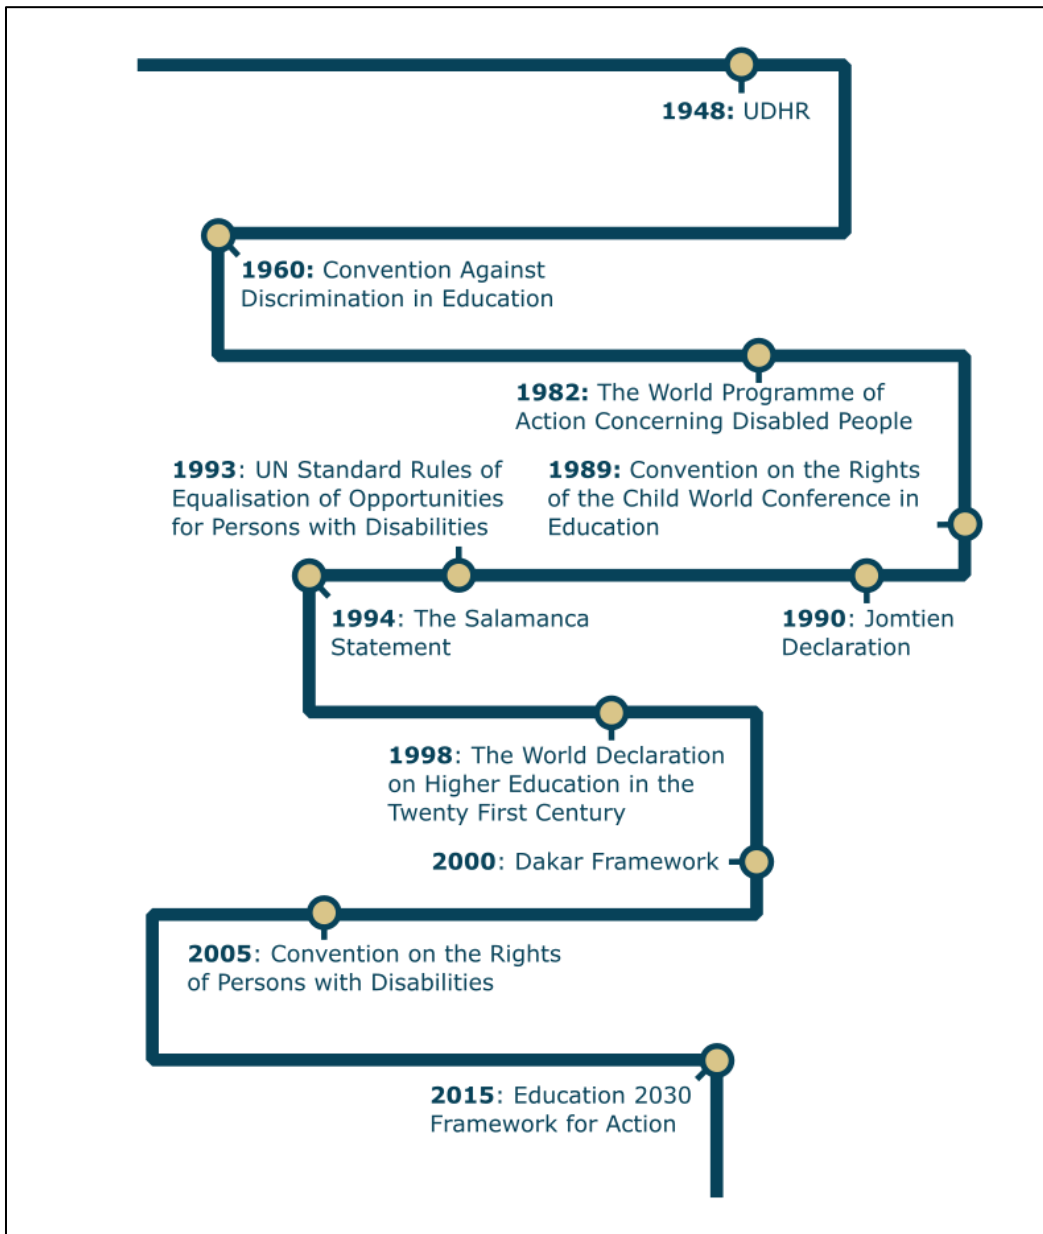 1948: UDHR
1960: Convention Against
Discrimination in Education
1982: The World Programme of
Action Concerning Disabled People
1989: Convention on the Rights
of the Child World Conference in
Education
1990: Jomtien
Declaration
1993: UN Standard Rules of
Equalisation of Opportunities
for Persons with Disabilities
1994: The Salamanca
Statement
1998: The World Declaration
on Higher Education in the
Twenty First Century
2000: Dakar Framework
2005: Convention on the Rights
of Persons with Disabilities
2015: Education 2030
Framework for Action